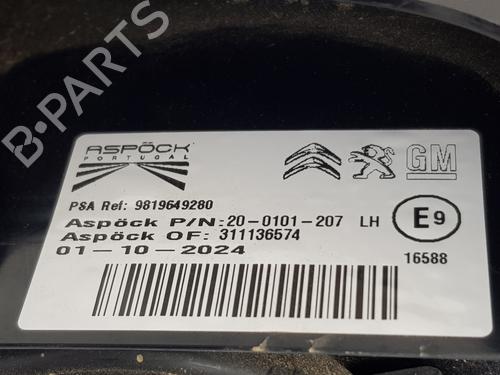 B-PARTS
ASPÖCK
PORTUGAL
GM
PSA Ref: 9819649280
Aspöck P/N:20-0101-207 LH
Aspöck OF: 311136574
01-10-2024
E9
16588